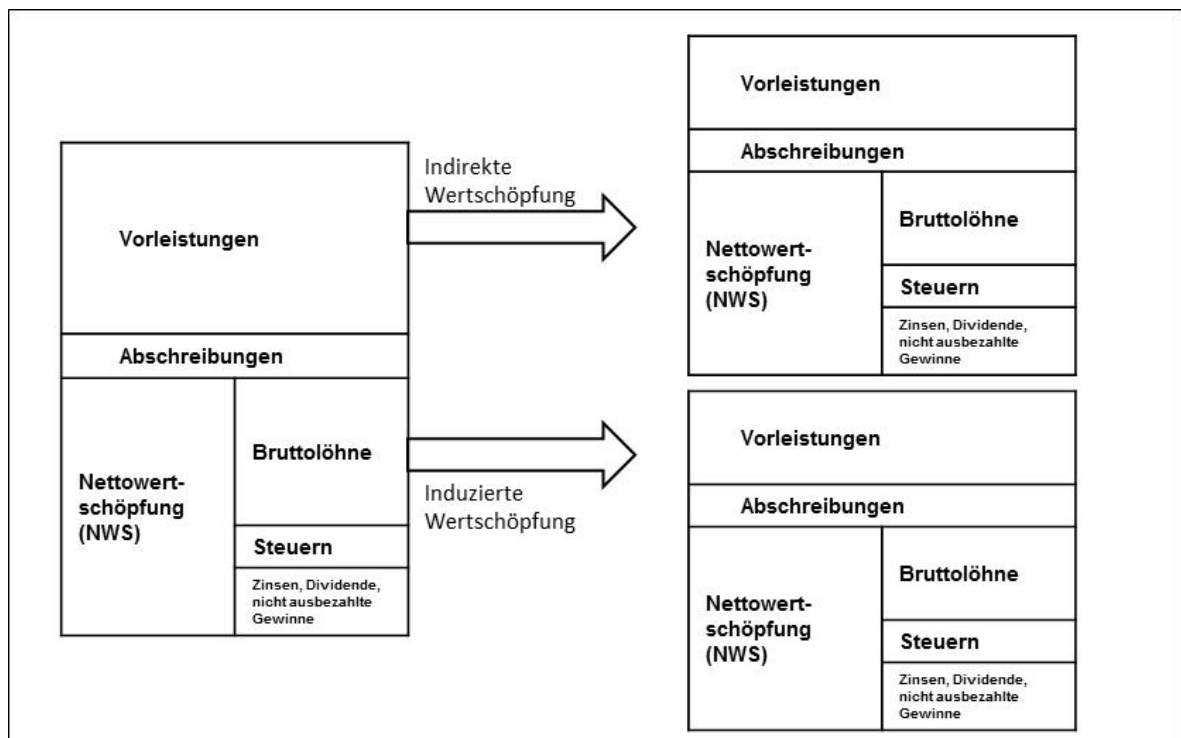 Vorleistungen
Abschreibungen
Nettowert-
schöpfung
(NWS)
Bruttolöhne
Steuern
Zinsen, Dividende,
nicht ausbezahlte
Gewinne
Indirekte
Wertschöpfung
Induzierte
Wertschöpfung
Vorleistungen
Abschreibungen
Nettowert-
schöpfung
(NWS)
Bruttolöhne
Steuern
Zinsen, Dividende,
nicht ausbezahlte
Gewinne
Vorleistungen
Abschreibungen
Nettowert-
schöpfung
(NWS)
Bruttolöhne
Steuern
Zinsen, Dividende,
nicht ausbezahlte
Gewinne